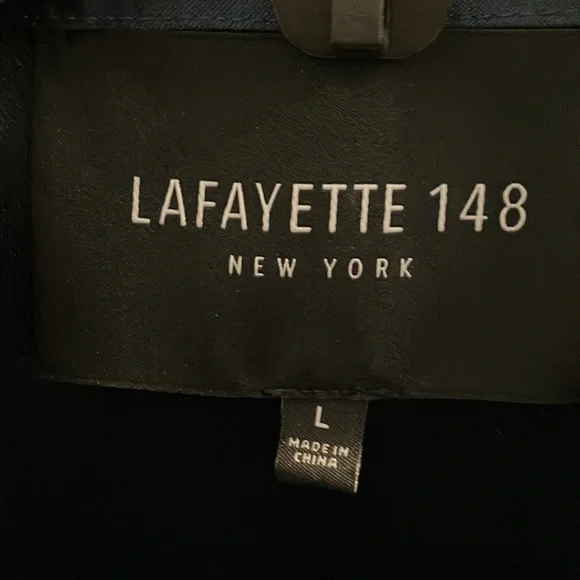 LAFAYETTE 148
NEW YORK
L
MADE IN
CHINA